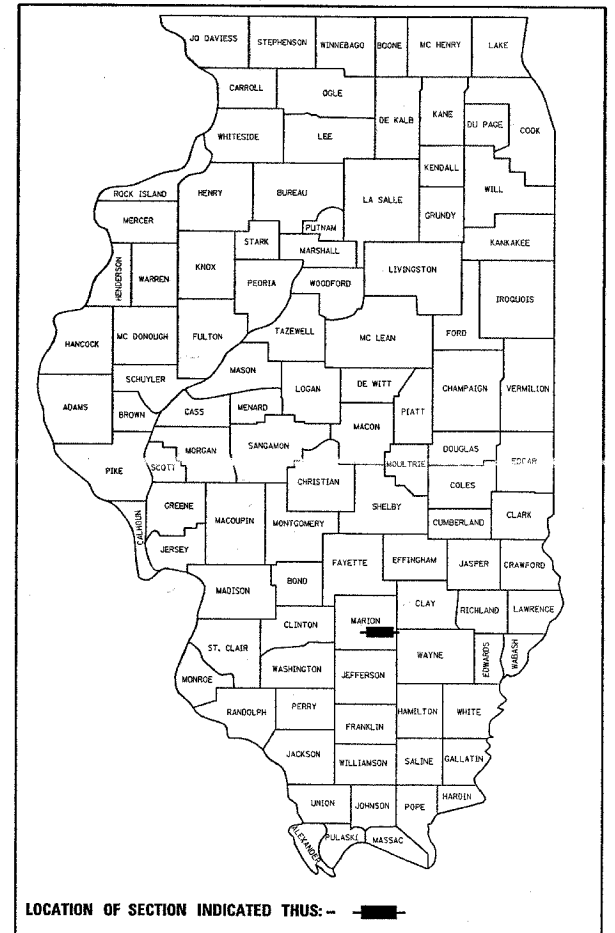 JO DAVIESS STEPHENSON WINNEBAGO BOONE MC HENRY LAKE
CARROLL OGLE DE KALB KANE DU PAGE COOK
WHITESIDE LEE KENDALL WILL
ROCK ISLAND HENRY BUREAU LA SALLE GRUNDY
MERCER PUTNAM KANKAKEE
HENDERSON WARREN KNOX STARK MARSHALL LIVINGSTON
PEORIA WOODFORD IROQUOIS
HANCOCK MC DONOUGH FULTON TAZEWELL MC LEAN FORD
SCHUYLER MASON LOGAN DE WITT CHAMPAIGN VERMILION
ADAMS BROWN CASS MENARD MACON PIATT
PIKE SCOTT MORGAN SANGAMON MOULTRIE DOUGLAS EDGAR
CHRISTIAN COLES
CALHOUN GREENE MACOUPIN MONTGOMERY SHELBY CUMBERLAND CLARK
JERSEY FAYETTE EFFINGHAM JASPER CRAWFORD
MADISON BOND CLAY RICHLAND LAWRENCE
CLINTON MARION
ST. CLAIR WAYNE EDWARDS WABASH
MONROE WASHINGTON JEFFERSON
RANDOLPH PERRY HAMILTON WHITE
FRANKLIN
JACKSON WILLIAMSON SALINE GALLATIN
UNION JOHNSON POPE HARDIN
ALEXANDER PULASKI MASSAC
LOCATION OF SECTION INDICATED THUS: -